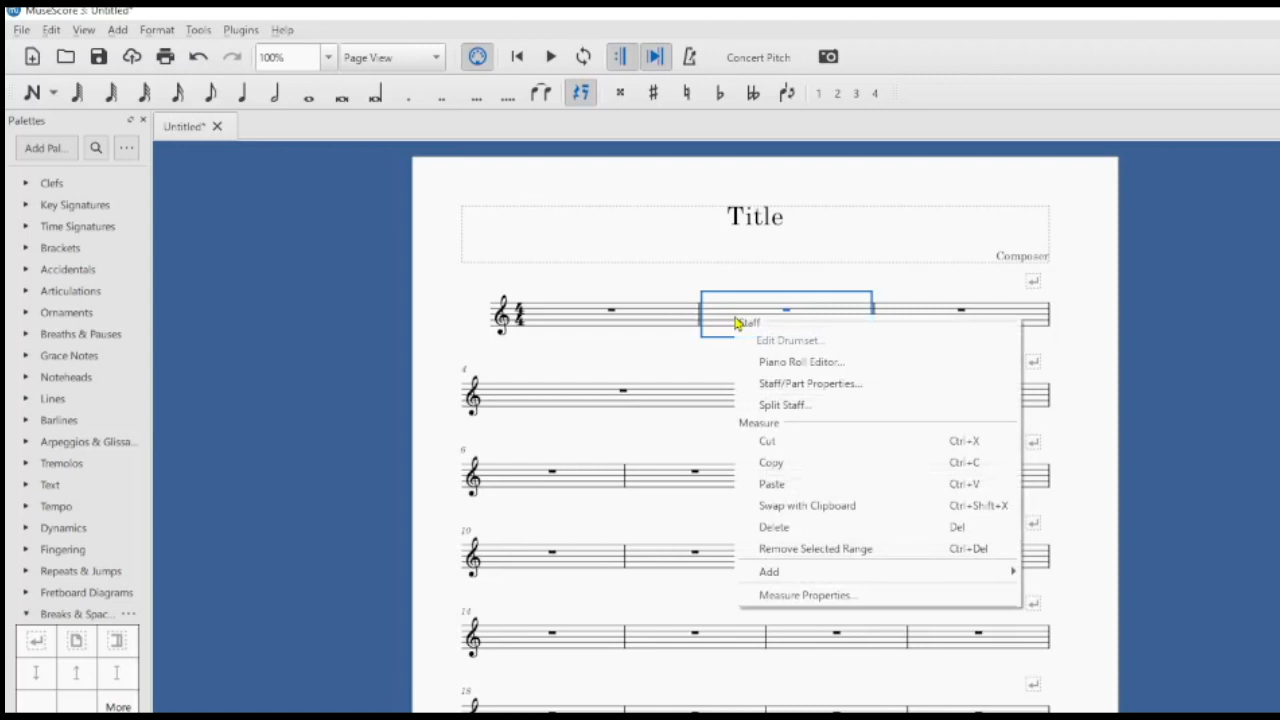 MuseScore 3: Untitled*
File Edit View Add Format Tools Plugins Help
100% Page View Concert Pitch
1 2 3 4
Palettes
Untitled*
Add Pal...
Clefs
Key Signatures
Time Signatures
Brackets
Accidentals
Articulations
Ornaments
Breaths & Pauses
Grace Notes
Noteheads
Lines
Barlines
Arpeggios & Glissa...
Tremolos
Text
Tempo
Dynamics
Fingering
Repeats & Jumps
Fretboard Diagrams
Breaks & Spac...
More
Title
Composer
4
6
10
14
18
Staff
Edit Drumset...
Piano Roll Editor...
Staff/Part Properties...
Split Staff...
Measure
Cut Ctrl+X
Copy Ctrl+C
Paste Ctrl+V
Swap with Clipboard Ctrl+Shift+X
Delete Del
Remove Selected Range Ctrl+Del
Add
Measure Properties...